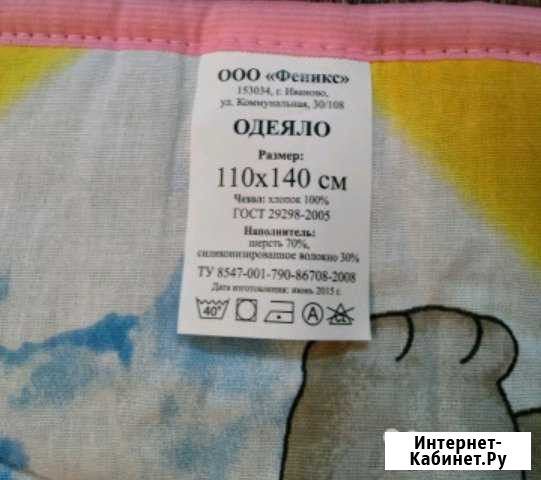 ООО «Феникс»
153034, г. Иваново,
ул. Коммунальная, 30/108
ОДЕЯЛО
Размер:
110х140 см
Чехол: хлопок 100%
ГОСТ 29298-2005
Наполнитель:
шерсть 70%,
силиконизированное волокно 30%
ТУ 8547-001-790-86708-2008
Дата изготовления: июнь 2015 г.
40° A CL
Интернет-
Кабинет.Ру